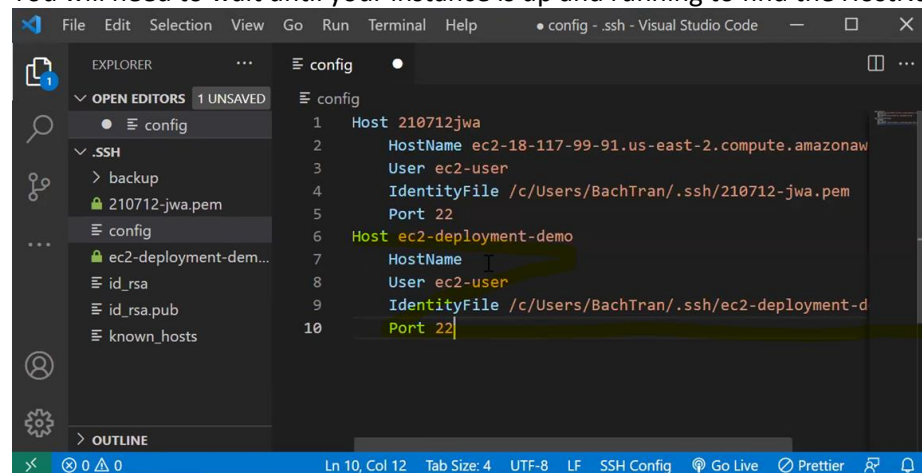 You will need to wait until your instance is up and running to find the HostN
File Edit Selection View Go Run Terminal Help
● config - .ssh - Visual Studio Code
EXPLORER
OPEN EDITORS 1 UNSAVED
config
.SSH
backup
210712-jwa.pem
config
ec2-deployment-dem...
id_rsa
id_rsa.pub
known_hosts
OUTLINE
1
config
config
1 Host 210712jwa
2 HostName ec2-18-117-99-91.us-east-2.compute.amazonaw
3 User ec2-user
4 IdentityFile /c/Users/BachTran/.ssh/210712-jwa.pem
5 Port 22
6 Host ec2-deployment-demo
7 HostName
8 User ec2-user
9 IdentityFile /c/Users/BachTran/.ssh/ec2-deployment-d
10 Port 22
0 0 Ln 10, Col 12 Tab Size: 4 UTF-8 LF SSH Config Go Live Prettier